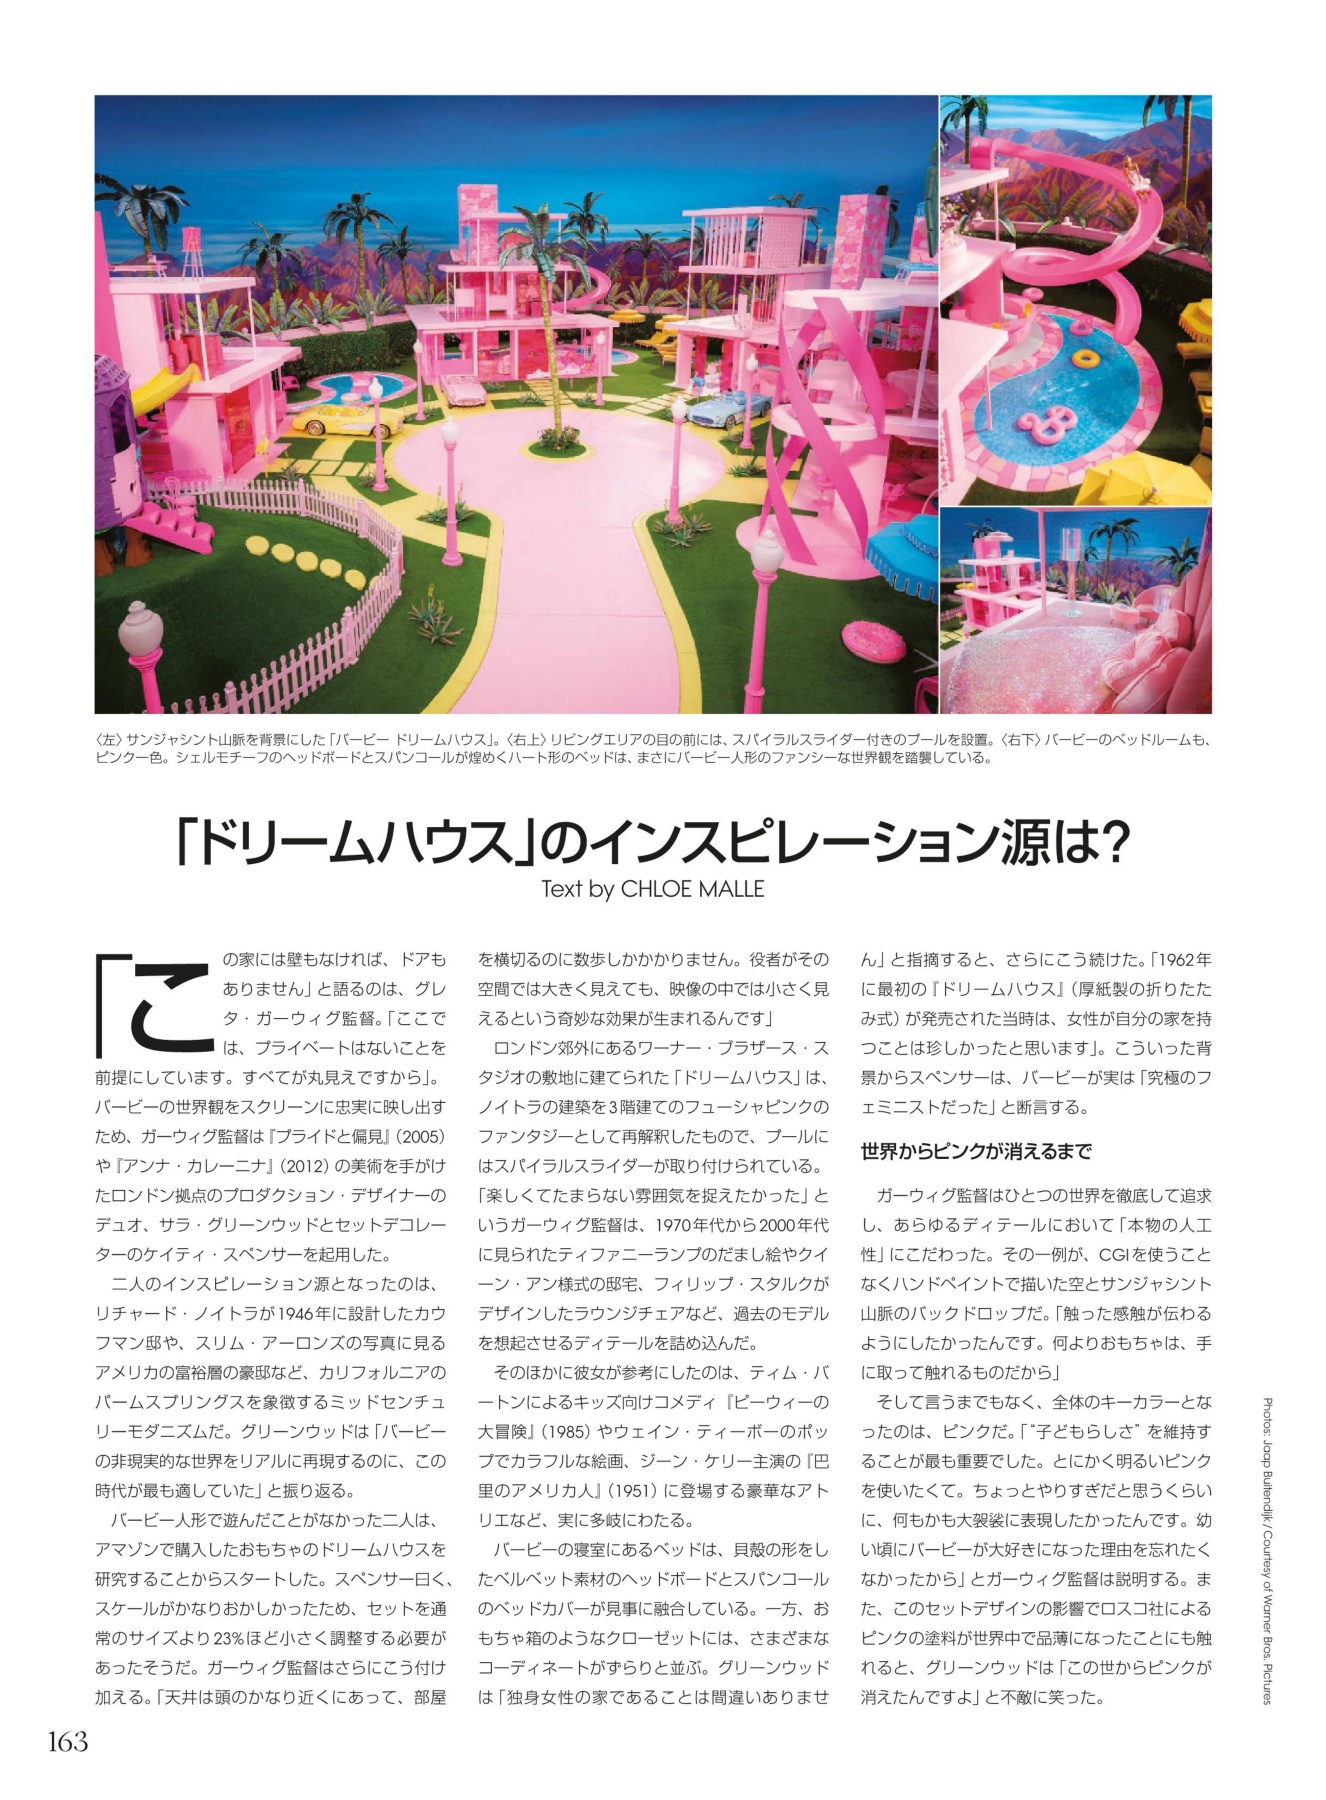 〈左〉サンジャシント山脈を背景にした「バービー ドリームハウス」。〈右上〉リビングエリアの目の前には、スパイラルスライダー付きのプールを設置。〈右下〉バービーのベッドルームも、
ピンク一色。シェルモチーフのヘッドボードとスパンコールが煌めくハート形のベッドは、まさにバービー人形のファンシーな世界観を踏襲している。
「ドリームハウス」のインスピレーション源は？
Text by CHLOE MALLE
「この家には壁もなければ、ドアも
ありません」と語るのは、グレ
タ・ガーウィグ監督。「ここで
は、プライベートはないことを
前提にしています。すべてが丸見えですから」。
バービーの世界観をスクリーンに忠実に映し出す
ため、ガーウィグ監督は『プライドと偏見』（2005）
や『アンナ・カレーニナ』（2012）の美術を手がけ
たロンドン拠点のプロダクション・デザイナーの
デュオ、サラ・グリーンウッドとセットデコレー
ターのケイティ・スペンサーを起用した。
二人のインスピレーション源となったのは、
リチャード・ノイトラが1946年に設計したカウ
フマン邸や、スリム・アーロンズの写真に見る
アメリカの富裕層の豪邸など、カリフォルニアの
パームスプリングスを象徴するミッドセンチュ
リーモダニズムだ。グリーンウッドは「バービー
の非現実的な世界をリアルに再現するのに、この
時代が最も適していた」と振り返る。
バービー人形で遊んだことがなかった二人は、
アマゾンで購入したおもちゃのドリームハウスを
研究することからスタートした。スペンサー曰く、
スケールがかなりおかしかったため、セットを通
常のサイズより23%ほど小さく調整する必要が
あったそうだ。ガーウィグ監督はさらにこう付け
加える。「天井は頭のかなり近くにあって、部屋
を横切るのに数歩しかかかりません。役者がその
空間では大きく見えても、映像の中では小さく見
えるという奇妙な効果が生まれるんです」
ロンドン郊外にあるワーナー・ブラザース・ス
タジオの敷地に建てられた「ドリームハウス」は、
ノイトラの建築を3階建てのフューシャピンクの
ファンタジーとして再解釈したもので、プールに
はスパイラルスライダーが取り付けられている。
「楽しくてたまらない雰囲気を捉えたかった」と
いうガーウィグ監督は、1970年代から2000年代
に見られたティファニーランプのだまし絵やクイ
ーン・アン様式の邸宅、フィリップ・スタルクが
デザインしたラウンジチェアなど、過去のモデル
を想起させるディテールを詰め込んだ。
そのほかに彼女が参考にしたのは、ティム・バ
ートンによるキッズ向けコメディ『ピーウィーの
大冒険』（1985）やウェイン・ティーボーのポッ
プでカラフルな絵画、ジーン・ケリー主演の『巴
里のアメリカ人』（1951）に登場する豪華なアト
リエなど、実に多岐にわたる。
バービーの寝室にあるベッドは、貝殻の形をし
たベルベット素材のヘッドボードとスパンコール
のベッドカバーが見事に融合している。一方、お
もちゃ箱のようなクローゼットには、さまざまな
コーディネートがずらりと並ぶ。グリーンウッド
は「独身女性の家であることは間違いありませ
ん」と指摘すると、さらにこう続けた。「1962年
に最初の『ドリームハウス』（厚紙製の折りたた
み式）が発売された当時は、女性が自分の家を持
つことは珍しかったと思います」。こういった背
景からスペンサーは、バービーが実は「究極のフ
ェミニストだった」と断言する。
世界からピンクが消えるまで
ガーウィグ監督はひとつの世界を徹底して追求
し、あらゆるディテールにおいて「本物の人工
性」にこだわった。その一例が、CGIを使うこと
なくハンドペイントで描いた空とサンジャシント
山脈のバックドロップだ。「触った感触が伝わる
ようにしたかったんです。何よりおもちゃは、手
に取って触れるものだから」
そして言うまでもなく、全体のキーカラーとな
ったのは、ピンクだ。「“子どもらしさ”を維持す
ることが最も重要でした。とにかく明るいピンク
を使いたくて。ちょっとやりすぎだと思うくらい
に、何もかも大袈裟に表現したかったんです。幼
い頃にバービーが大好きになった理由を忘れたく
なかったから」とガーウィグ監督は説明する。ま
た、このセットデザインの影響でロスコ社による
ピンクの塗料が世界中で品薄になったことにも触
れると、グリーンウッドは「この世からピンクが
消えたんですよ」と不敵に笑った。
Photos: Jaap Buitendijk / Courtesy of Warner Bros. Pictures
163